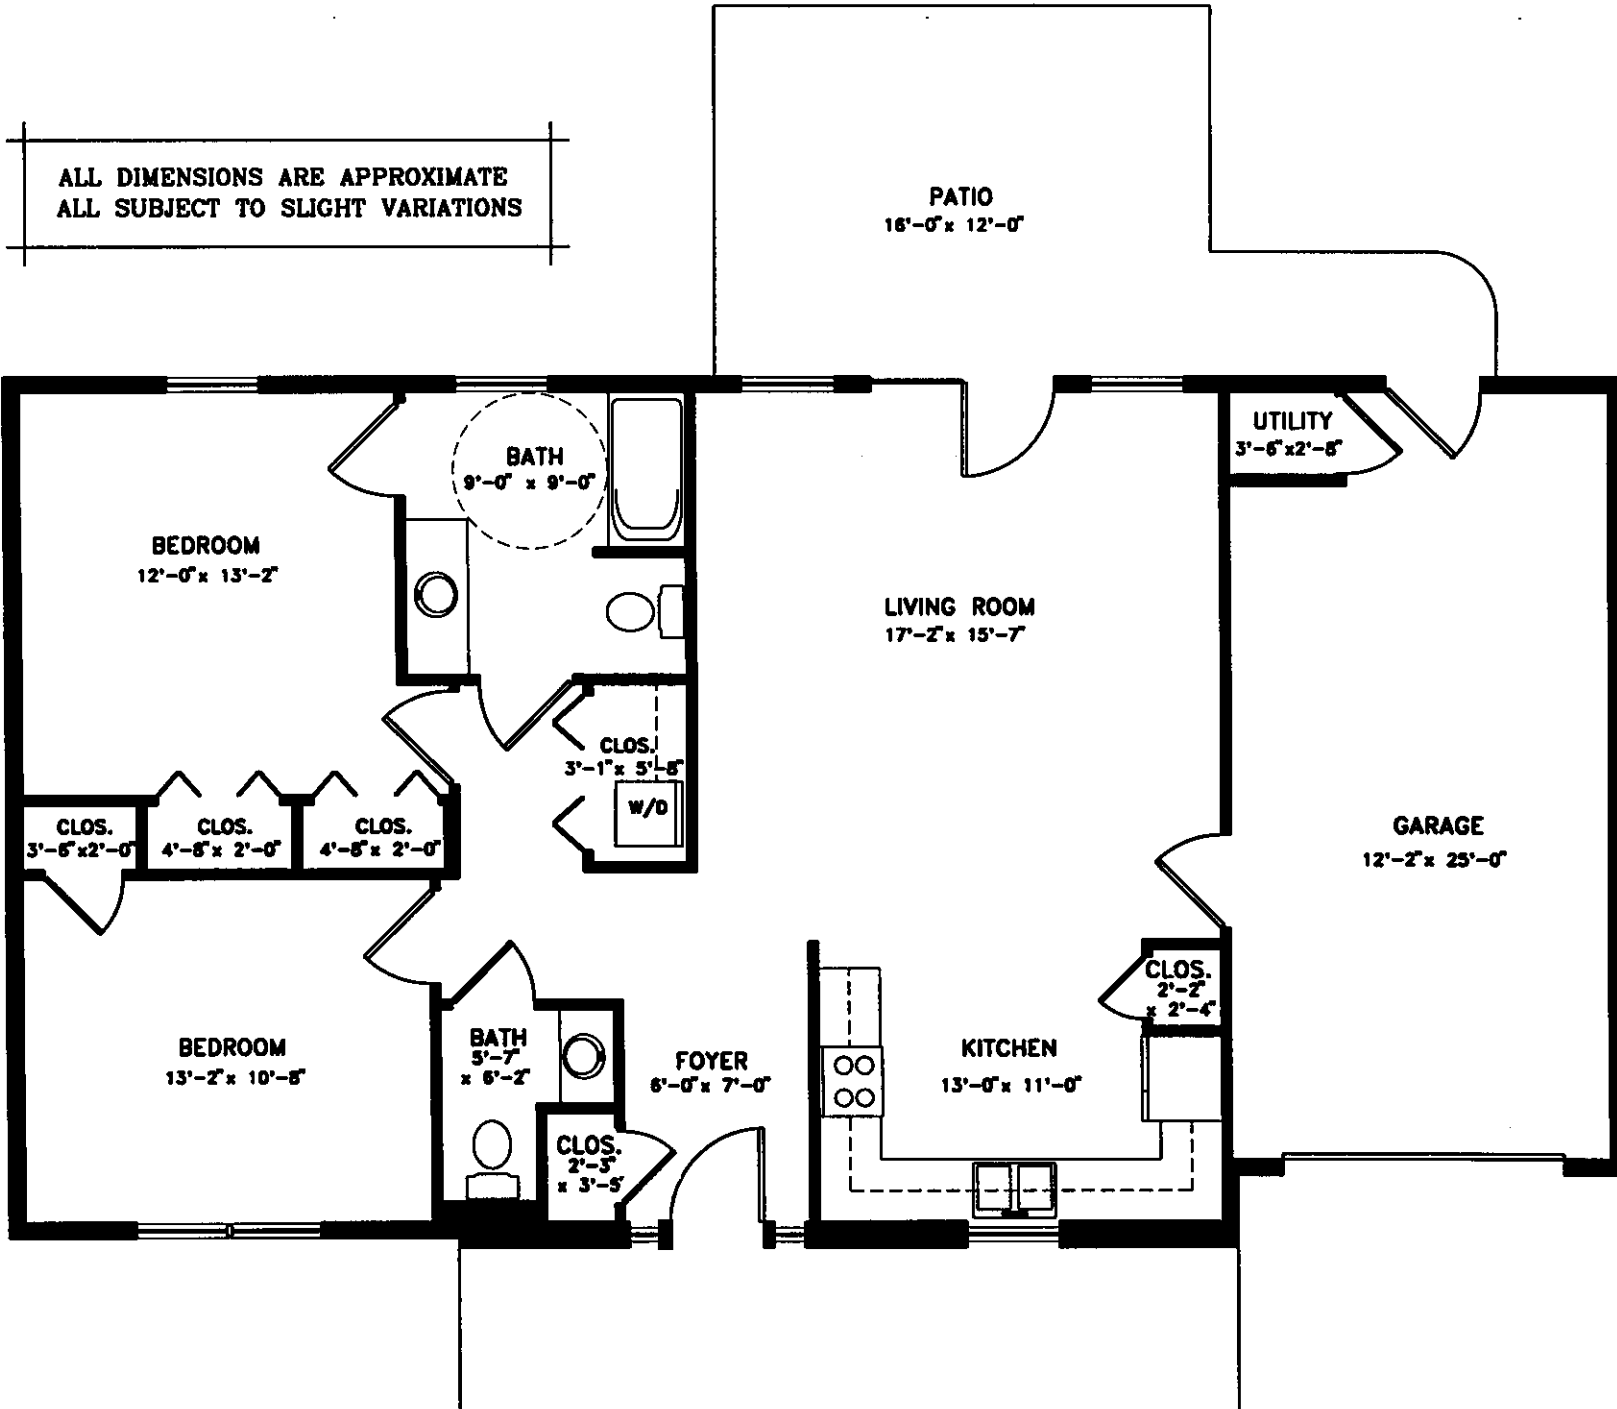 ALL DIMENSIONS ARE APPROXIMATE
ALL SUBJECT TO SLIGHT VARIATIONS
PATIO
16'-0" x 12'-0"
UTILITY
3'-6" x2'-8"
BATH
9'-0" x 9'-0"
BEDROOM
12'-0" x 13'-2"
LIVING ROOM
17'-2" x 15'-7"
CLOS.
3'-1" x 5'-8"
W/D
CLOS.
3'-6" x2'-0"
CLOS.
4'-8" x 2'-0"
CLOS.
4'-8" x 2'-0"
GARAGE
12'-2" x 25'-0"
CLOS.
2'-2"
x 2'-4"
BEDROOM
13'-2" x 10'-8"
BATH
5'-7"
x 6'-2"
FOYER
6'-0" x 7'-0"
KITCHEN
13'-0" x 11'-0"
CLOS.
2'-3"
x 3'-5'